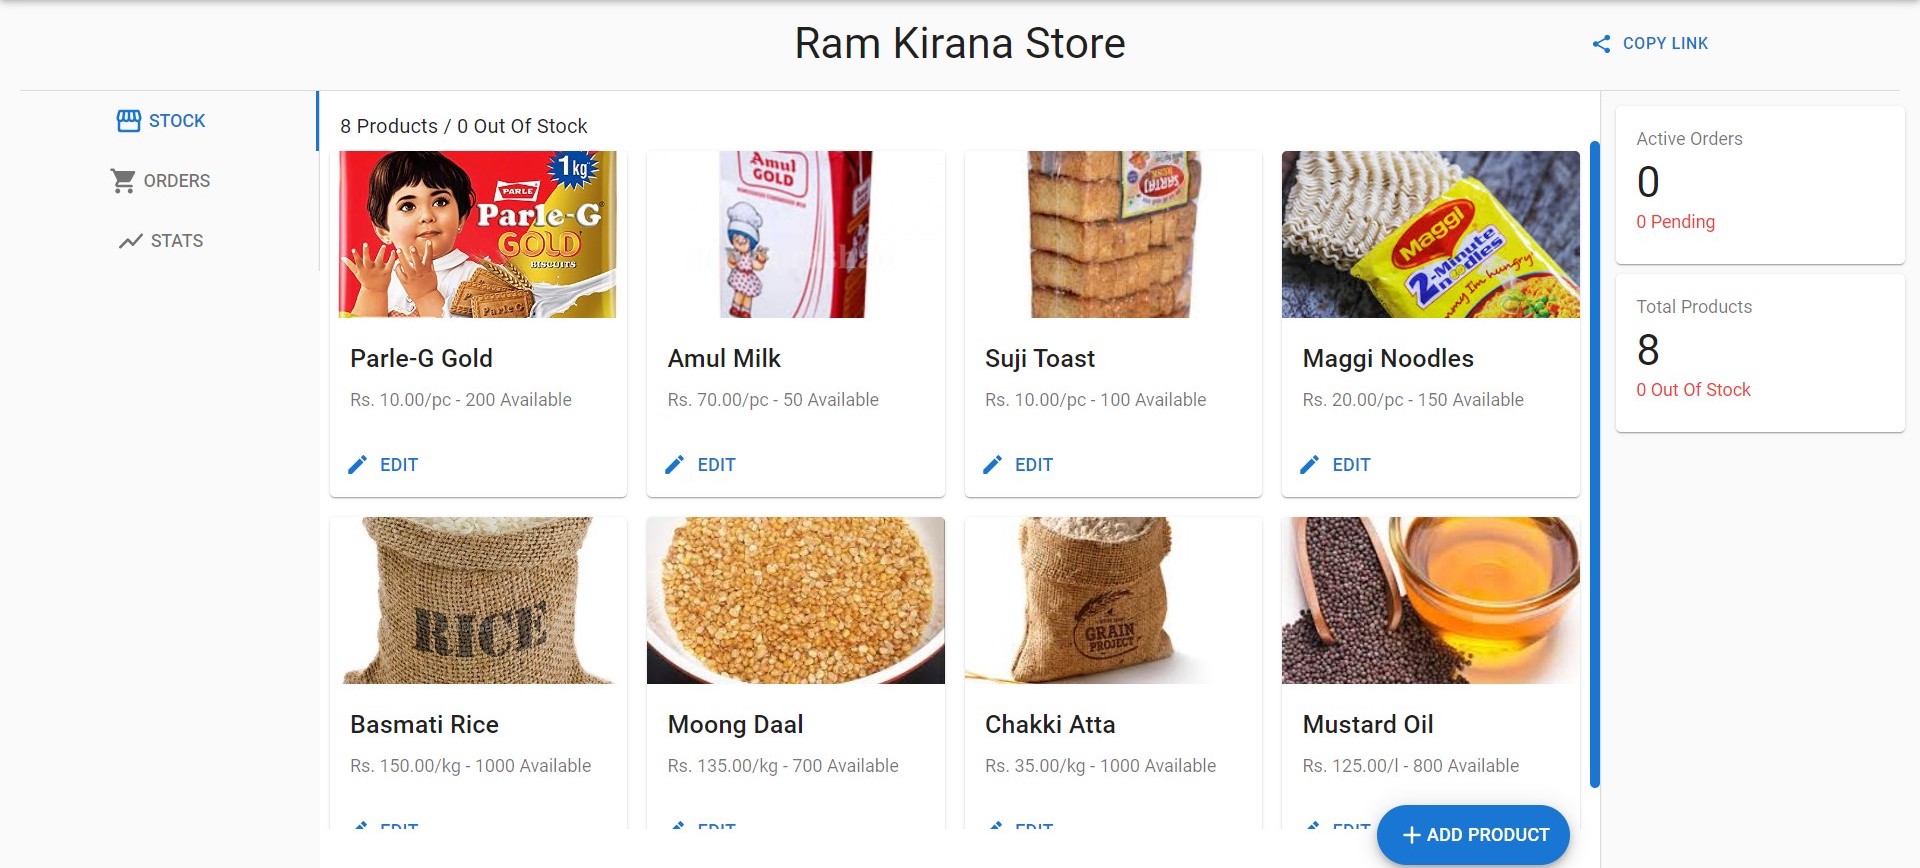 Ram Kirana Store
COPY LINK
STOCK
ORDERS
STATS
8 Products / 0 Out Of Stock
1kg
PARLE
Parle-G
GOLD
BISCUITS
Parle-G
Amul
GOLD
SARTAJ
Maggi
2-Minute
noodles
I'm hungry
Parle-G Gold
Rs. 10.00/pc - 200 Available
EDIT
Amul Milk
Rs. 70.00/pc - 50 Available
EDIT
Suji Toast
Rs. 10.00/pc - 100 Available
EDIT
Maggi Noodles
Rs. 20.00/pc - 150 Available
EDIT
RICE
GRAIN
PROJECT
Basmati Rice
Rs. 150.00/kg - 1000 Available
EDIT
Moong Daal
Rs. 135.00/kg - 700 Available
EDIT
Chakki Atta
Rs. 35.00/kg - 1000 Available
EDIT
Mustard Oil
Rs. 125.00/l - 800 Available
EDIT
ADD PRODUCT
Active Orders
0
0 Pending
Total Products
8
0 Out Of Stock